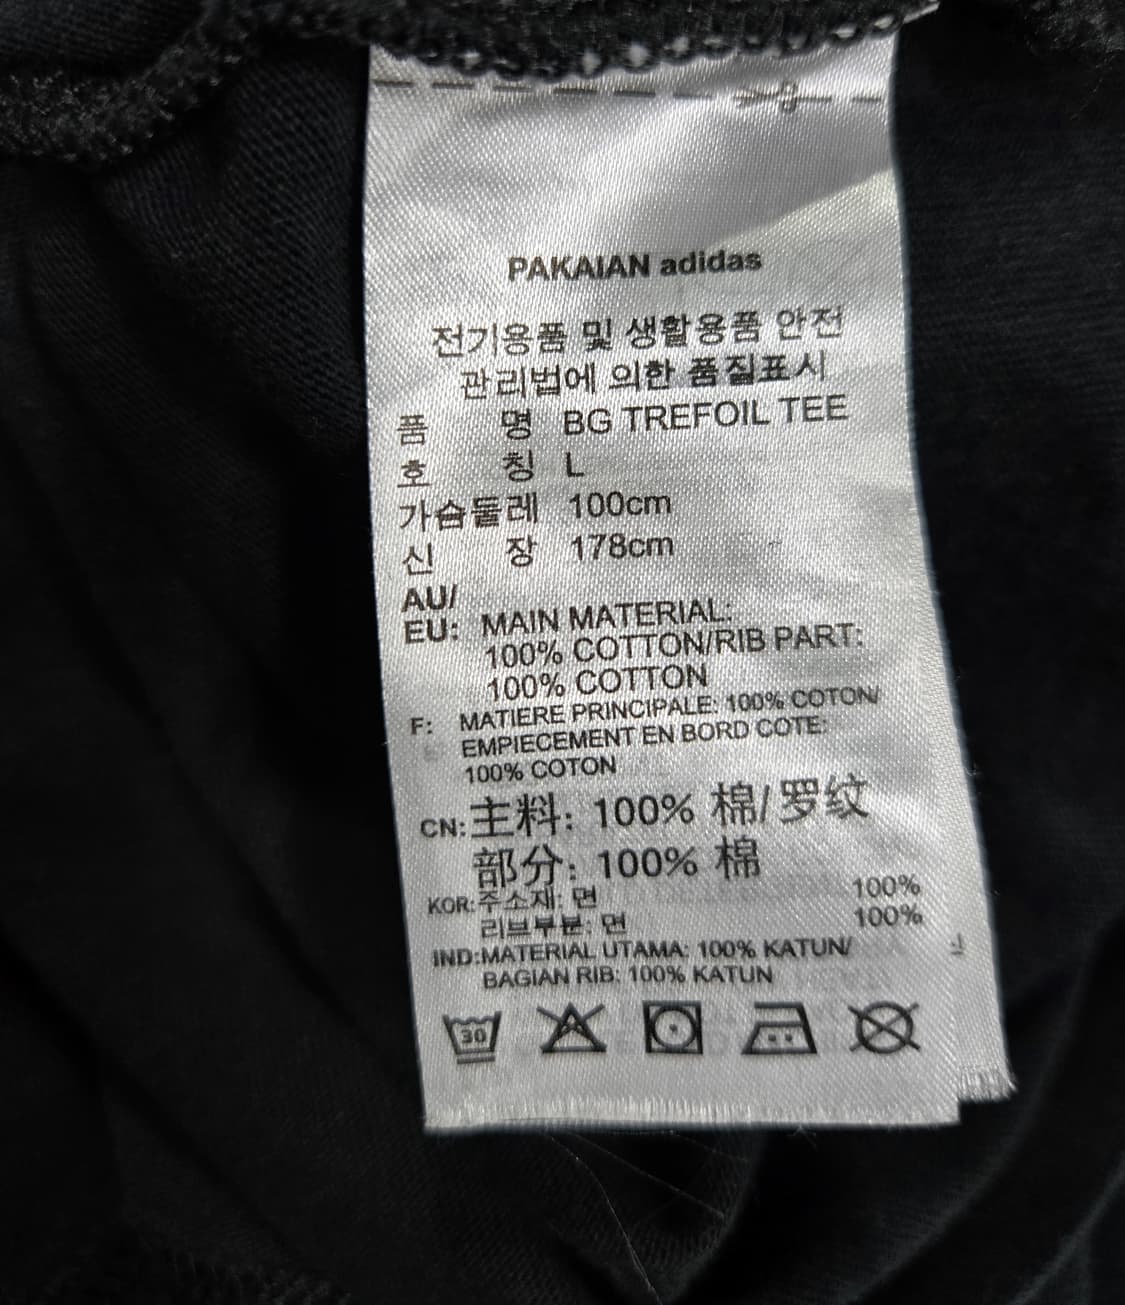 PAKAIAN adidas
전기용품 및 생활용품 안전
관리법에 의한 품질표시
품 명 BG TREFOIL TEE
호 칭 L
가슴둘레 100cm
신 장 178cm
AU/
EU: MAIN MATERIAL:
100% COTTON/RIB PART:
100% COTTON
F: MATIERE PRINCIPALE: 100% COTON/
EMPIECEMENT EN BORD COTE:
100% COTON
CN: 主料: 100% 棉/罗纹
部分: 100% 棉
KOR: 주소재: 면 100%
리브부분: 면 100%
IND:MATERIAL UTAMA: 100% KATUN/
BAGIAN RIB: 100% KATUN
30